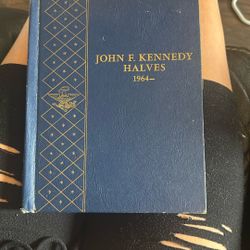 JOHN F. KENNEDY
HALVES
1964—